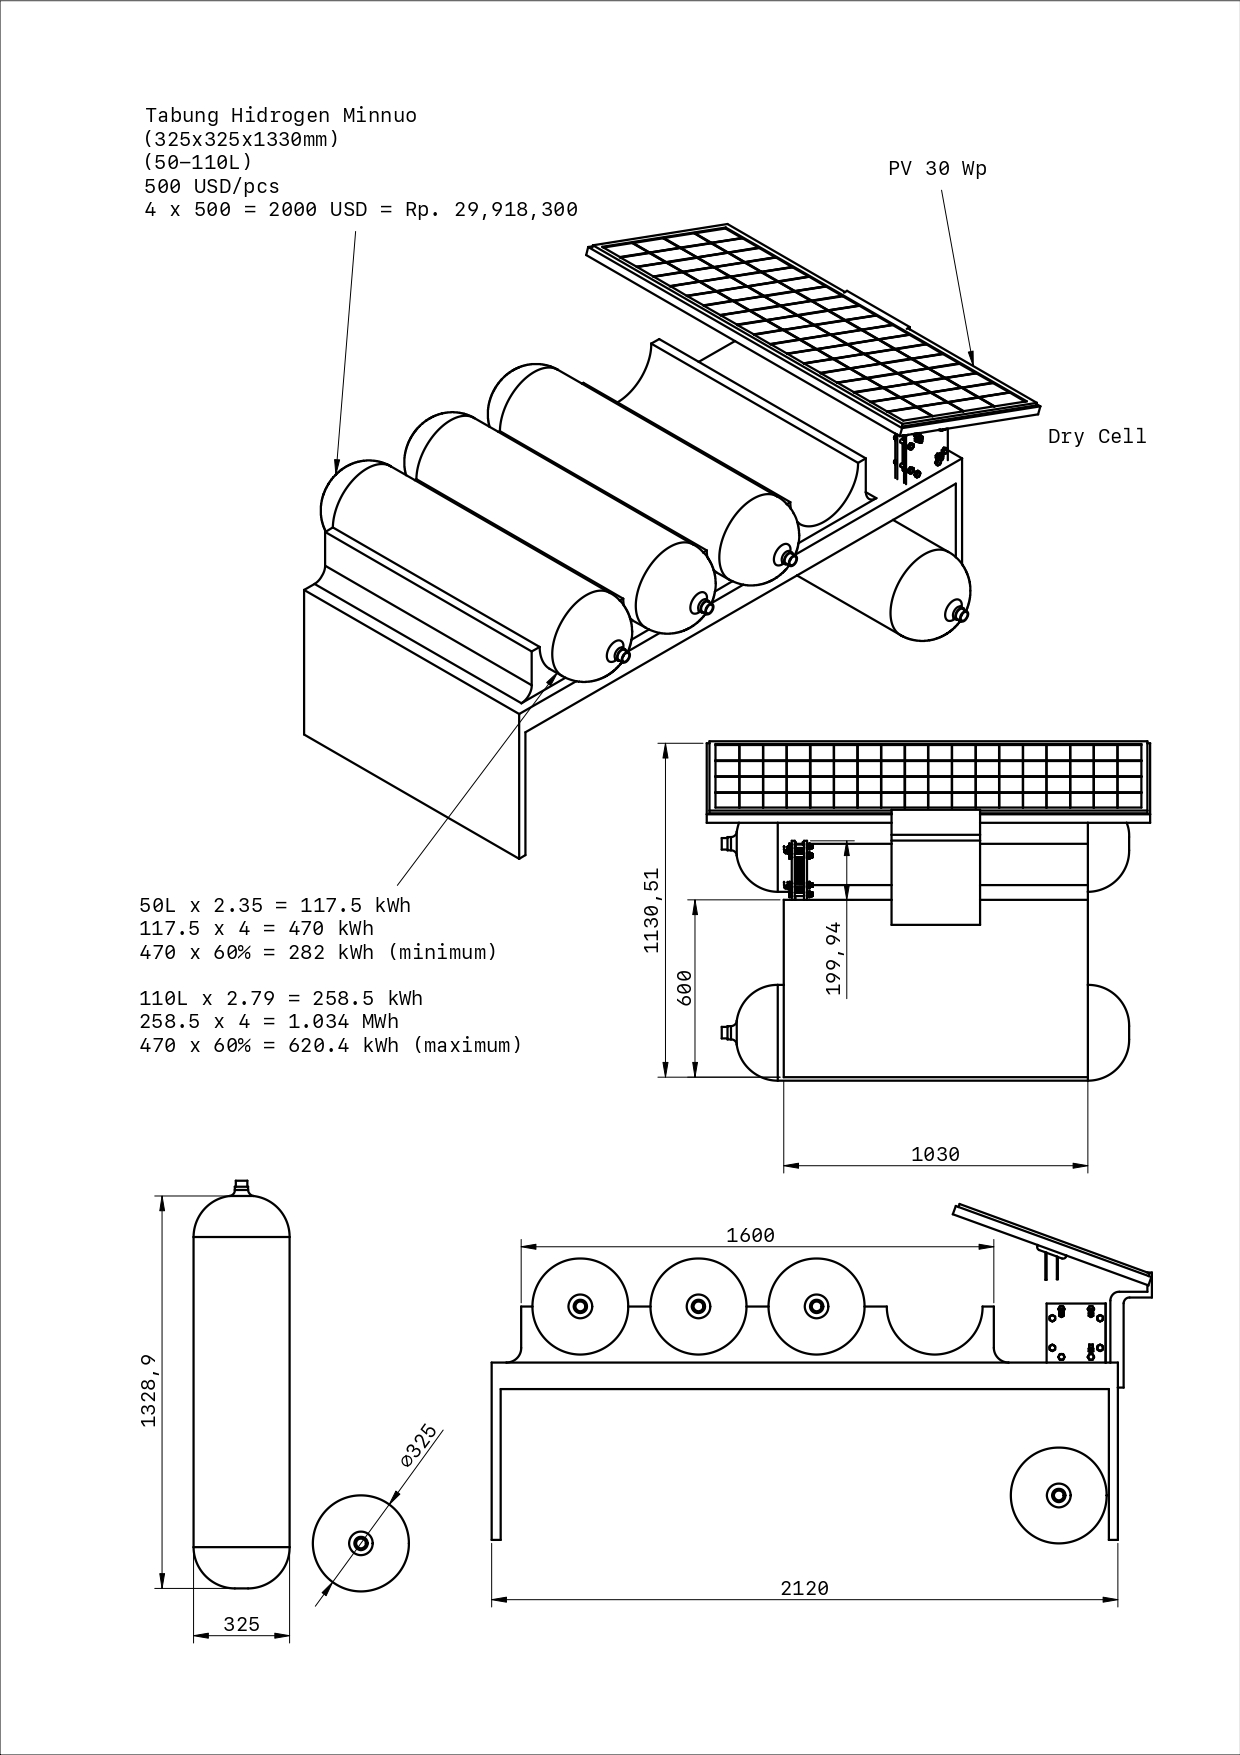 Tabung Hidrogen Minnuo
(325x325x1330mm)
(50–110L)
500 USD/pcs
4 x 500 = 2000 USD = Rp. 29,918,300
PV 30 Wp
Dry Cell
50L x 2.35 = 117.5 kWh
117.5 x 4 = 470 kWh
470 x 60% = 282 kWh (minimum)
110L x 2.79 = 258.5 kWh
258.5 x 4 = 1.034 MWh
470 x 60% = 620.4 kWh (maximum)
1130,51
600
199,94
1030
1328,9
325
⌀325
1600
2120